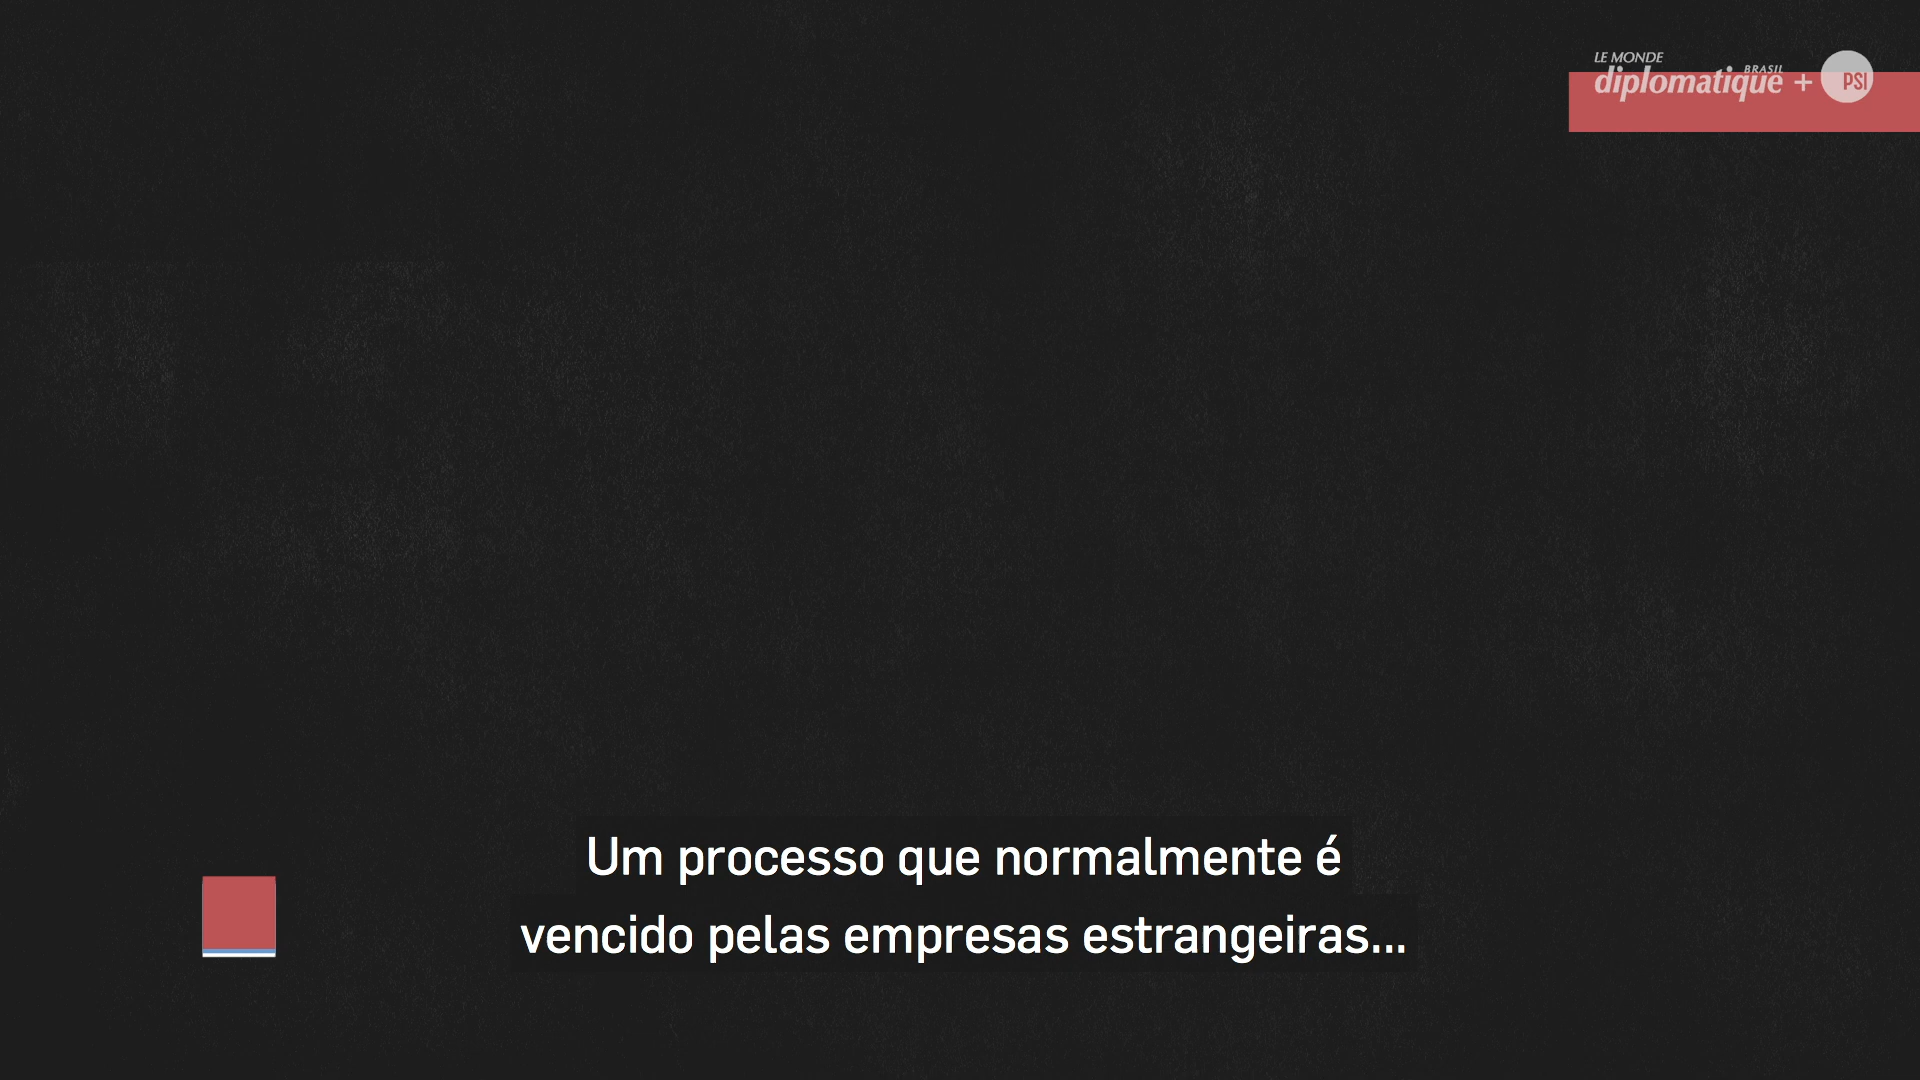 LE MONDE
diplomatique BRASIL + PSI
Um processo que normalmente é
vencido pelas empresas estrangeiras...